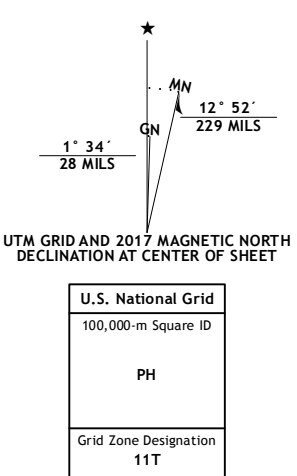 ★
MN
GN
12° 52´
229 MILS
1° 34´
28 MILS
UTM GRID AND 2017 MAGNETIC NORTH
DECLINATION AT CENTER OF SHEET
U.S. National Grid
100,000-m Square ID
PH
Grid Zone Designation
11T